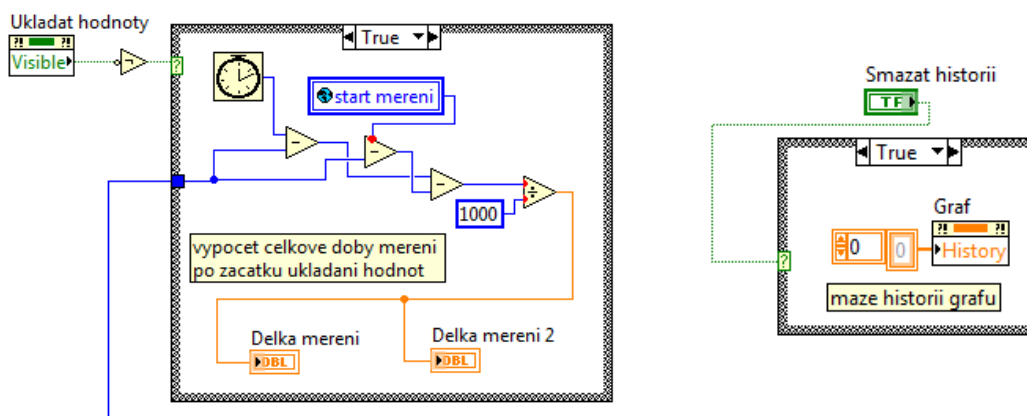 Ukladat hodnoty
Visible
?
True
start mereni
1000
vypocet celkove doby mereni
po zacatku ukladani hodnot
Delka mereni
DBL
Delka mereni 2
DBL
Smazat historii
TF
True
?
Graf
0
0
History
maze historii grafu